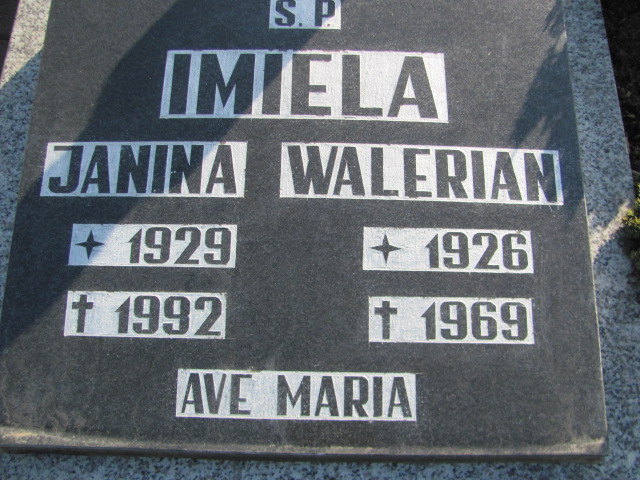 S. P.
IMIELA
JANINA WALERIAN
1929 1926
1992 1969
AVE MARIA